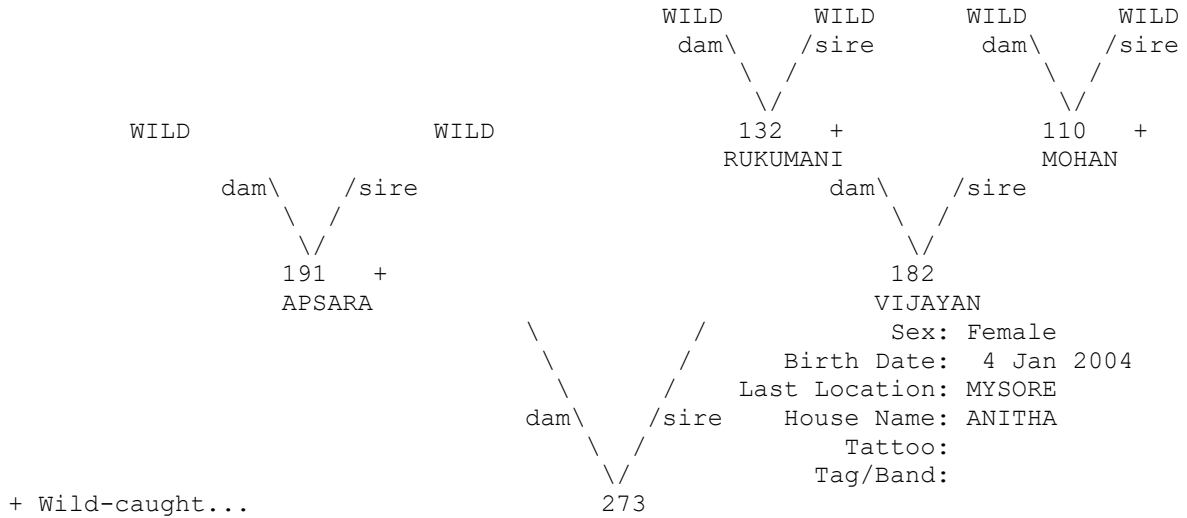 WILD WILD WILD WILD
dam\ /sire dam\ /sire
\ / \ /
\/ \/
WILD WILD 132 + 110 +
RUKUMANI MOHAN
dam\ /sire dam\ /sire
\ / \ /
\/ \/
191 + 182
APSARA VIJAYAN
\ / Sex: Female
\ / Birth Date: 4 Jan 2004
\ / Last Location: MYSORE
dam\ /sire House Name: ANITHA
\ / Tattoo:
\/ Tag/Band:
+ Wild-caught... 273